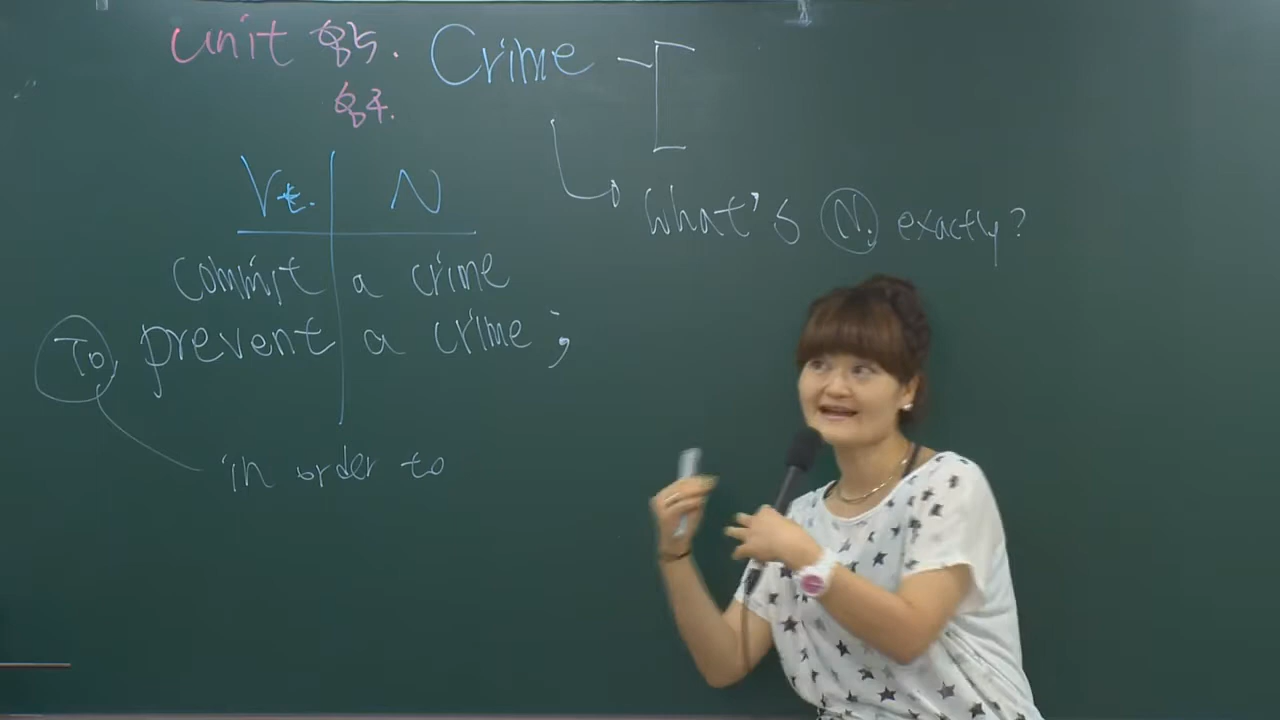 Unit 85. Crime
84.
Vt. N
What's N. exactly?
commit a crime
To prevent a crime ;
in order to